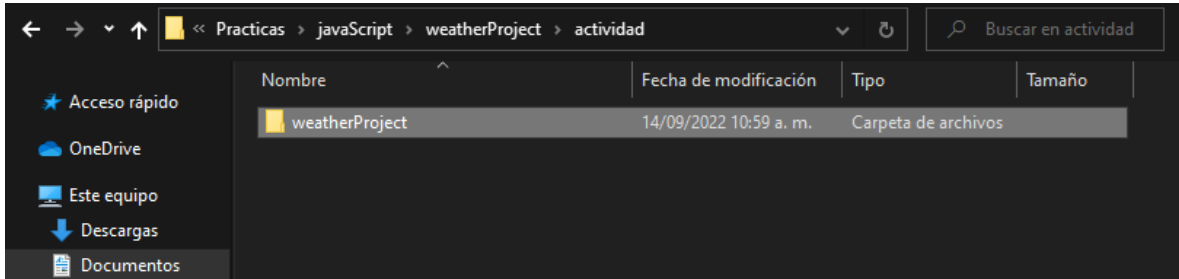 « Practicas › javaScript › weatherProject › actividad
Buscar en actividad
Nombre Fecha de modificación Tipo Tamaño
Acceso rápido
weatherProject 14/09/2022 10:59 a. m. Carpeta de archivos
OneDrive
Este equipo
Descargas
Documentos